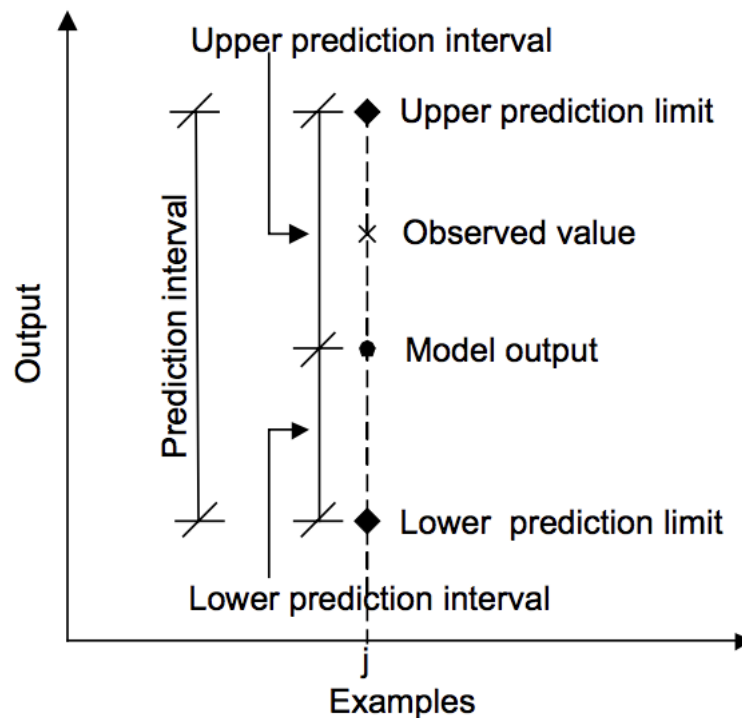 Upper prediction interval
Upper prediction limit
Observed value
Prediction interval
Output
Model output
Lower prediction limit
Lower prediction interval
j
Examples